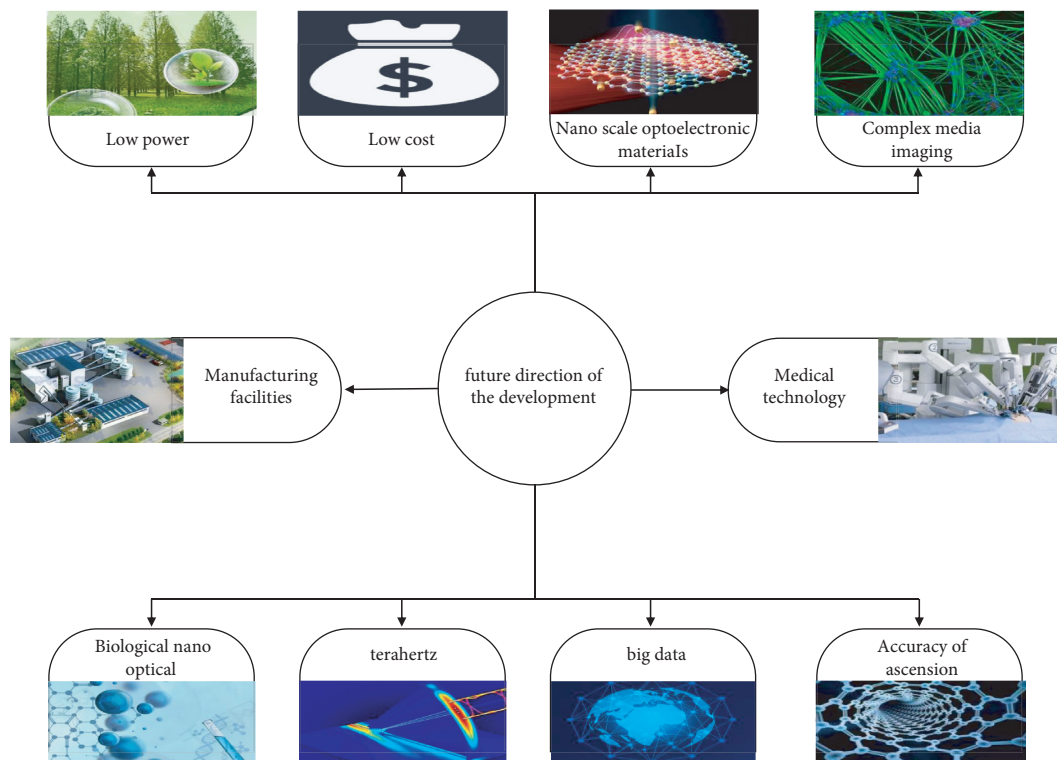 Low power
Low cost
Nano scale optoelectronic
materiaIs
Complex media
imaging
Manufacturing
facilities
future direction of
the development
Medical
technology
Biological nano
optical
terahertz
big data
Accuracy of
ascension